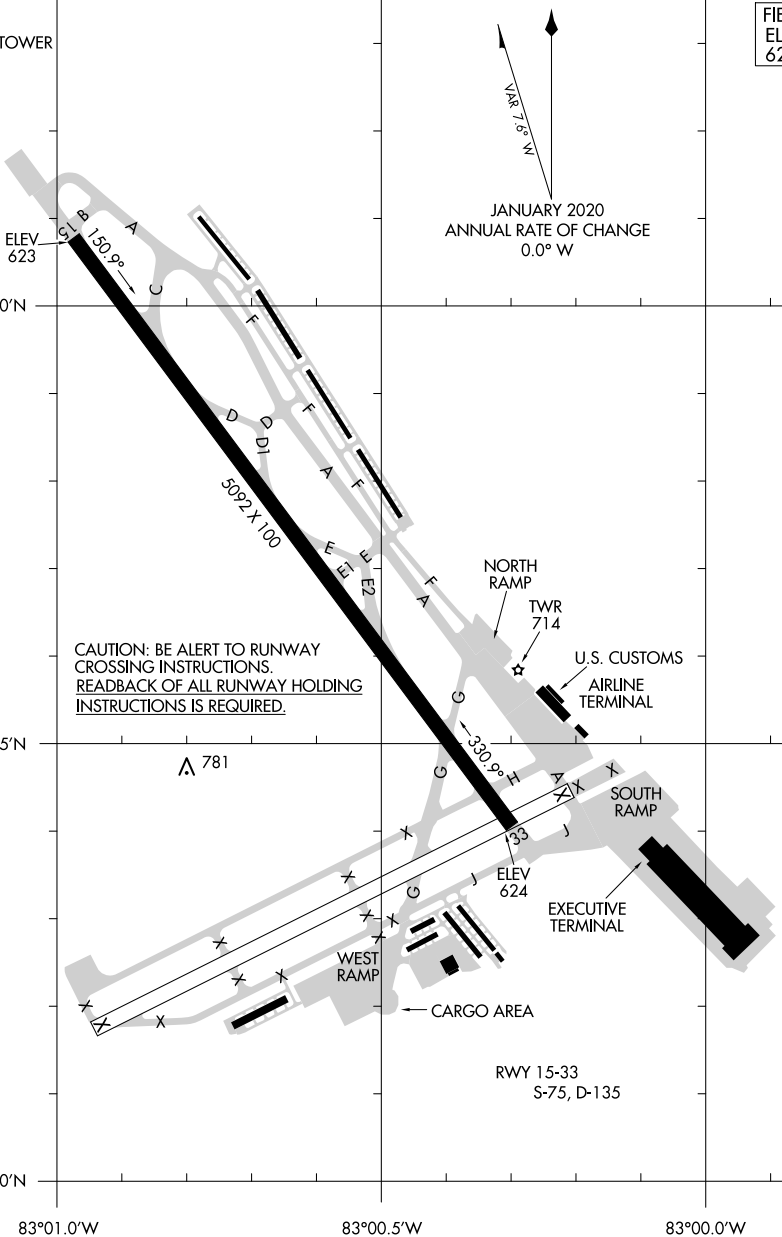 TOWER
FIE
EL
62
VAR 7.6° W
JANUARY 2020
ANNUAL RATE OF CHANGE
0.0° W
ELEV
623
15
B
A
150.9°
C
0'N
F
F
D
D
D1
A
F
5092 X 100
E
E
E1
E2
F
A
NORTH
RAMP
TWR
714
U.S. CUSTOMS
AIRLINE
TERMINAL
CAUTION: BE ALERT TO RUNWAY
CROSSING INSTRUCTIONS.
READBACK OF ALL RUNWAY HOLDING
INSTRUCTIONS IS REQUIRED.
G
330.9°
G
5'N
781
H
A
X
X
X
SOUTH
RAMP
X
33
J
ELEV
624
X
J
G
EXECUTIVE
TERMINAL
X
X
X
X
WEST
RAMP
X
X
X
X
X
CARGO AREA
RWY 15-33
S-75, D-135
0'N
83°01.0'W
83°00.5'W
83°00.0'W